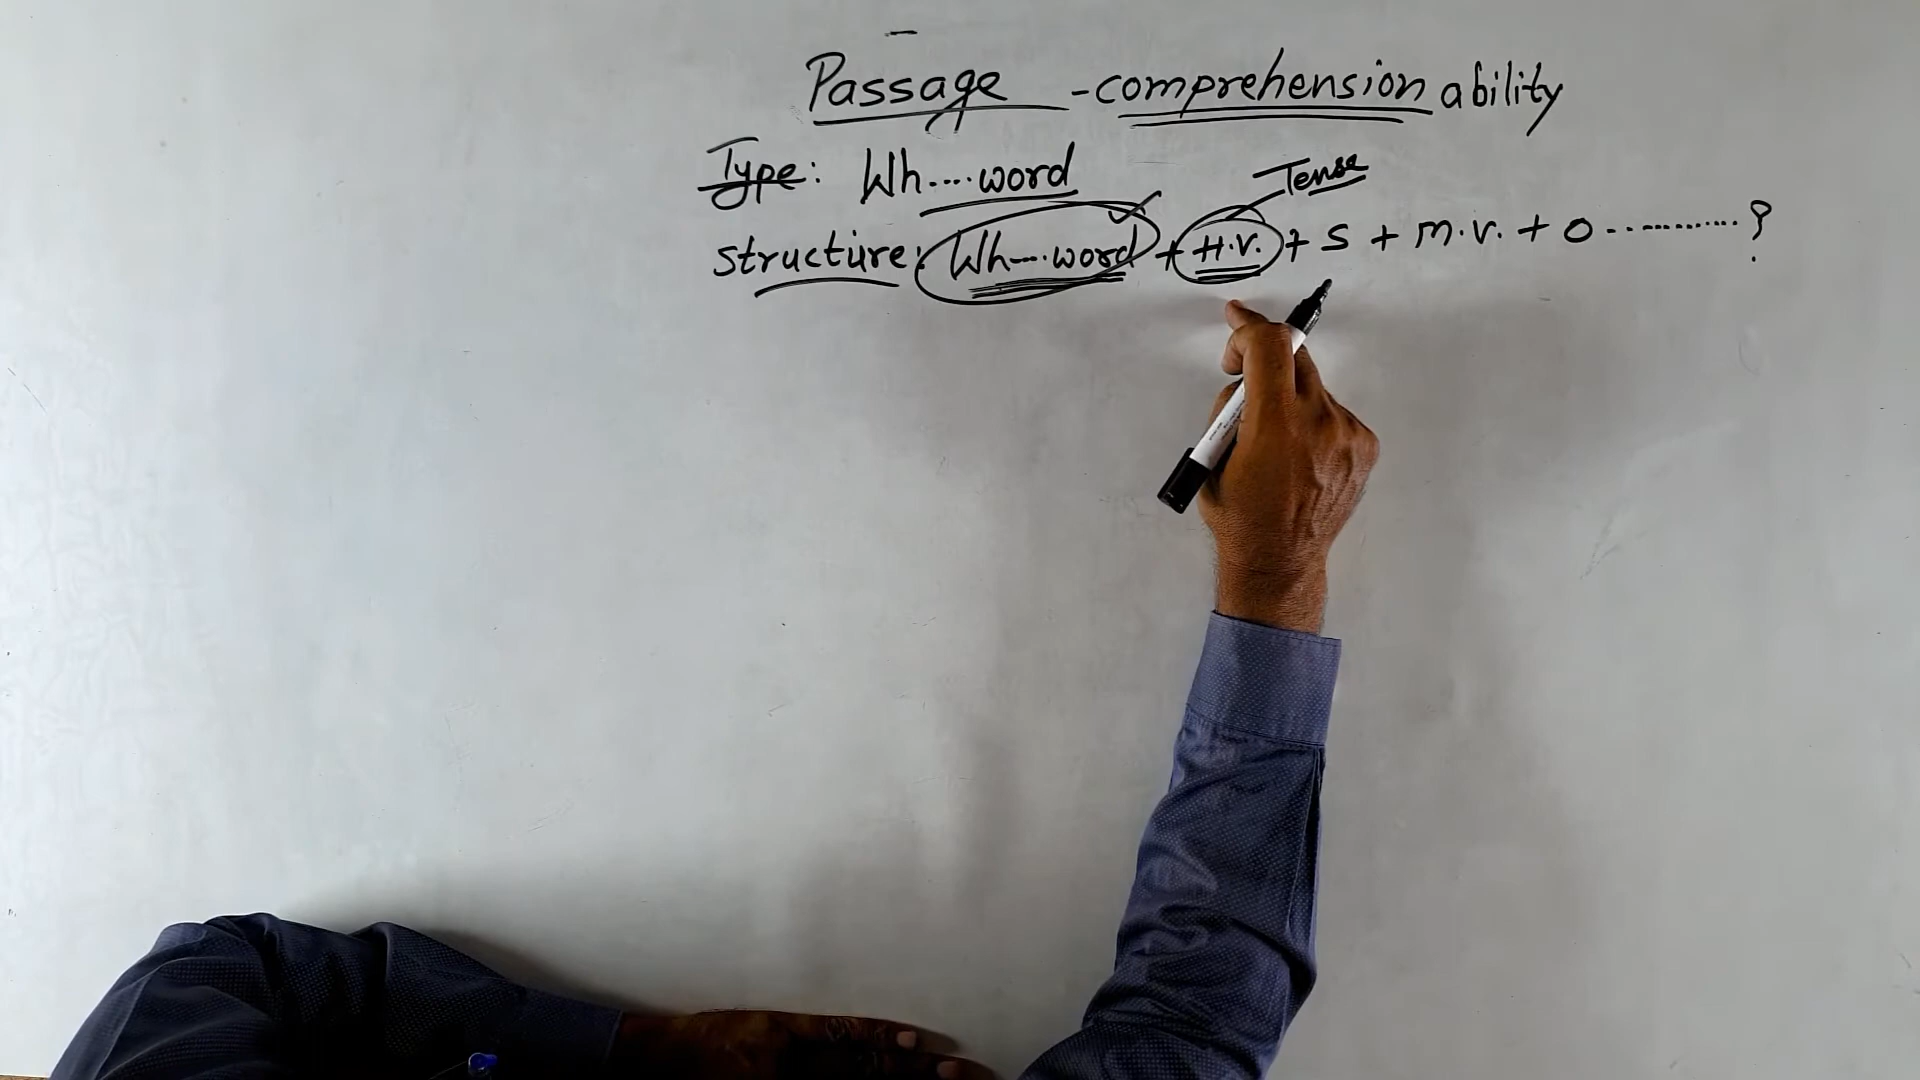 Passage - comprehension ability
Type: Wh....word
Tense
structure: Wh....word + H.V. + S + m.v. + O ............?